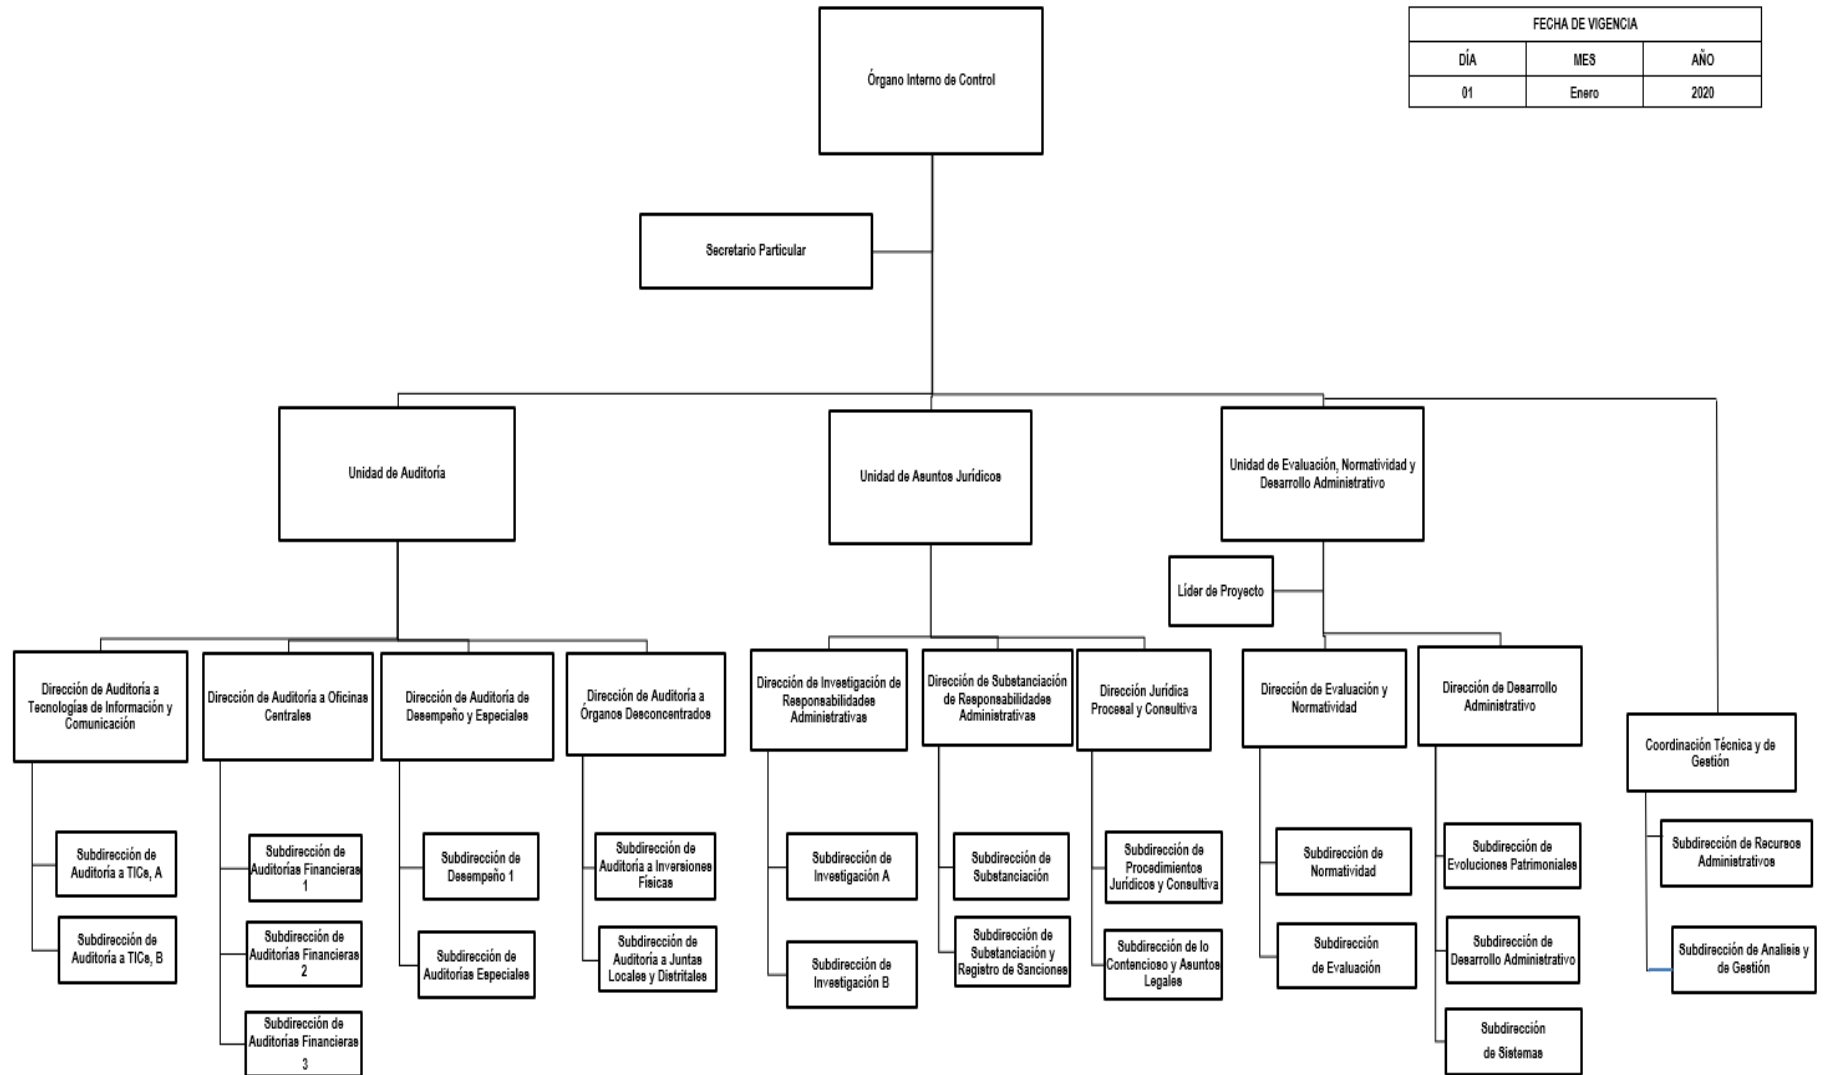 FECHA DE VIGENCIA
DÍA MES AÑO
01 Enero 2020
Órgano Interno de Control
Secretario Particular
Unidad de Auditoría
Unidad de Asuntos Jurídicos
Unidad de Evaluación, Normatividad y
Desarrollo Administrativo
Líder de Proyecto
Dirección de Auditoría a
Tecnologías de Información y
Comunicación
Dirección de Auditoría a Oficinas
Centrales
Dirección de Auditoría de
Desempeño y Especiales
Dirección de Auditoría a
Órganos Desconcentrados
Dirección de Investigación de
Responsabilidades
Administrativas
Dirección de Substanciación
de Responsabilidades
Administrativas
Dirección Jurídica
Procesal y Consultiva
Dirección de Evaluación y
Normatividad
Dirección de Desarrollo
Administrativo
Coordinación Técnica y de
Gestión
Subdirección de
Auditoría a TICs, A
Subdirección de
Auditoría a TICs, B
Subdirección de
Auditorías Financieras
1
Subdirección de
Auditorías Financieras
2
Subdirección de
Auditorías Financieras
3
Subdirección de
Desempeño 1
Subdirección de
Auditorías Especiales
Subdirección de
Auditoría a Inversiones
Físicas
Subdirección de
Auditoría a Juntas
Locales y Distritales
Subdirección de
Investigación A
Subdirección de
Investigación B
Subdirección de
Substanciación
Subdirección de
Substanciación y
Registro de Sanciones
Subdirección de
Procedimientos
Jurídicos y Consultiva
Subdirección de lo
Contencioso y Asuntos
Legales
Subdirección de
Normatividad
Subdirección
de Evaluación
Subdirección de
Evoluciones Patrimoniales
Subdirección de
Desarrollo Administrativo
Subdirección
de Sistemas
Subdirección de Recursos
Administrativos
Subdirección de Analisis y
de Gestión